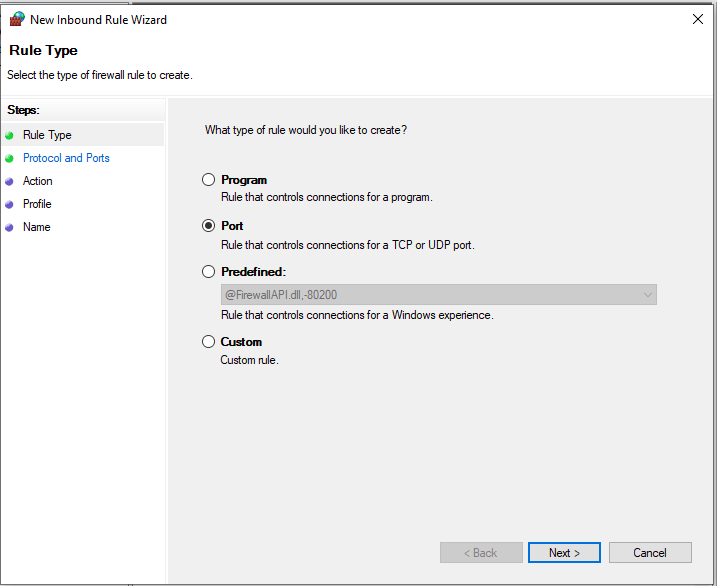 New Inbound Rule Wizard
Rule Type
Select the type of firewall rule to create.
Steps:
Rule Type
Protocol and Ports
Action
Profile
Name
What type of rule would you like to create?
Program
Rule that controls connections for a program.
Port
Rule that controls connections for a TCP or UDP port.
Predefined:
@FirewallAPI.dll,-80200
Rule that controls connections for a Windows experience.
Custom
Custom rule.
< Back
Next >
Cancel